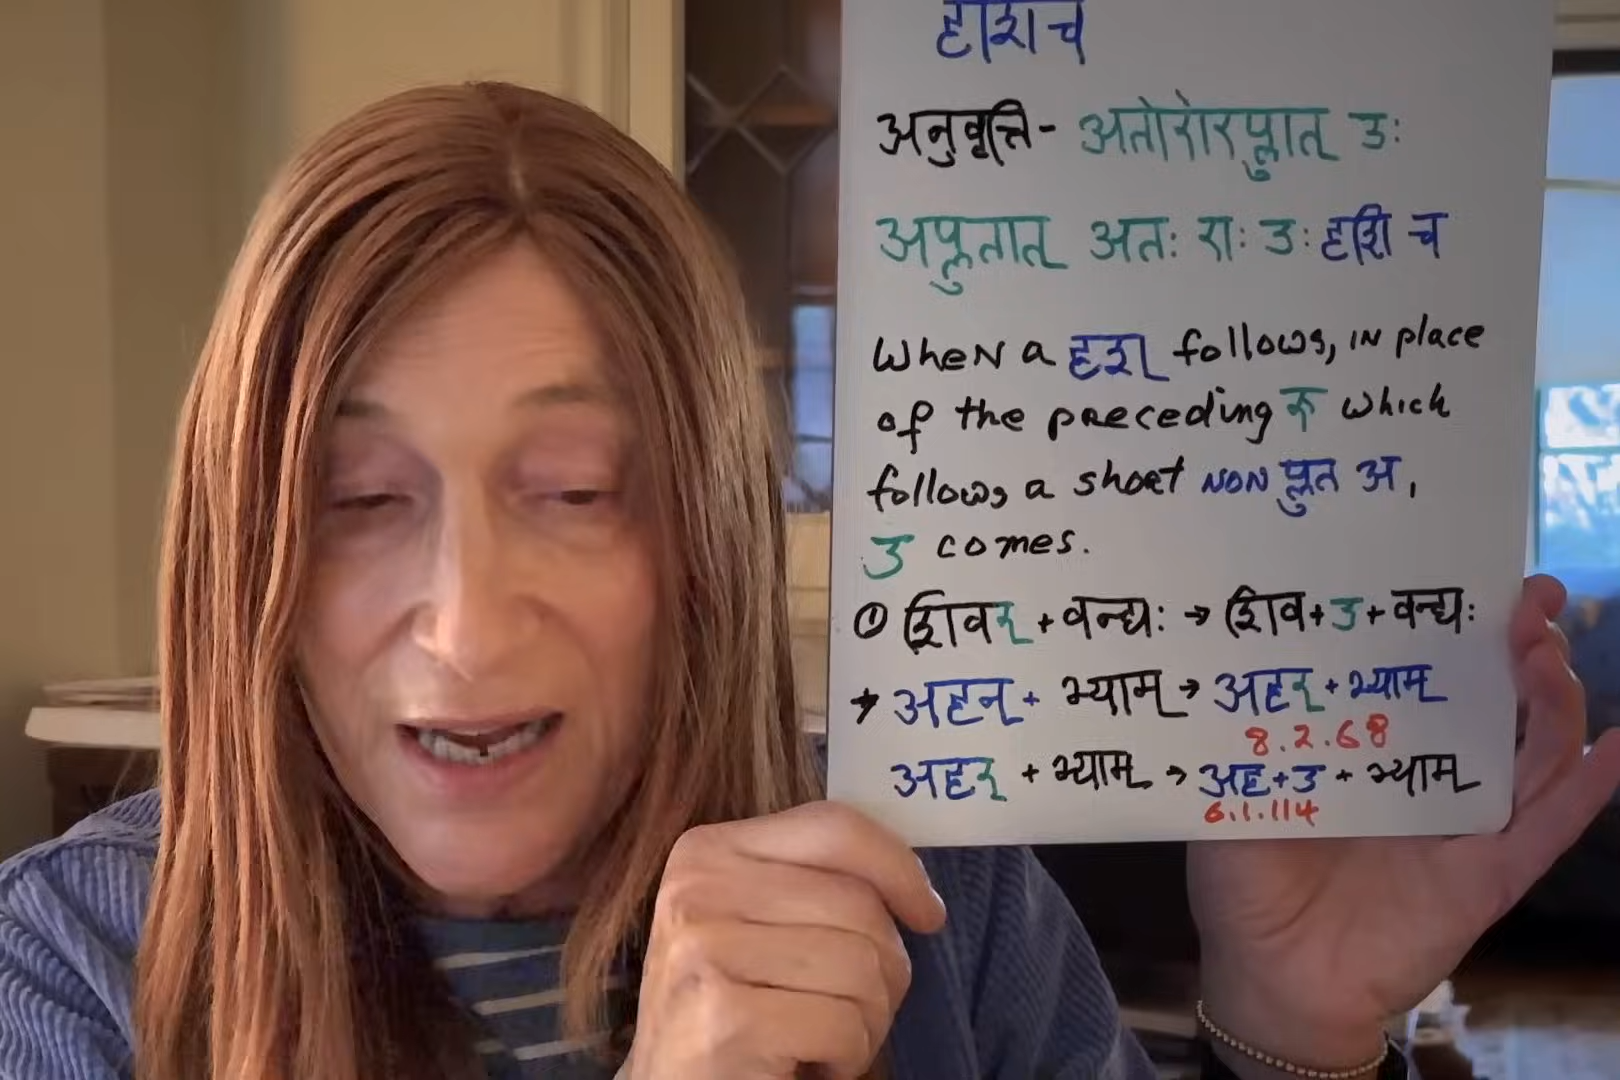 हशि च
अनुवृत्ति- अतोरोरप्लुतात् उः
अप्लुतात् अतः राः उः हशि च
When a हश् follows, in place
of the preceding रु which
follows a short non प्लुत अ,
उ comes.
① शिवर् + वन्द्यः → शिव+उ+वन्द्यः
→ अहन् + भ्याम् → अहर् + भ्याम्
8.2.68
अहर् + भ्याम् → अह+उ + भ्याम्
6.1.114